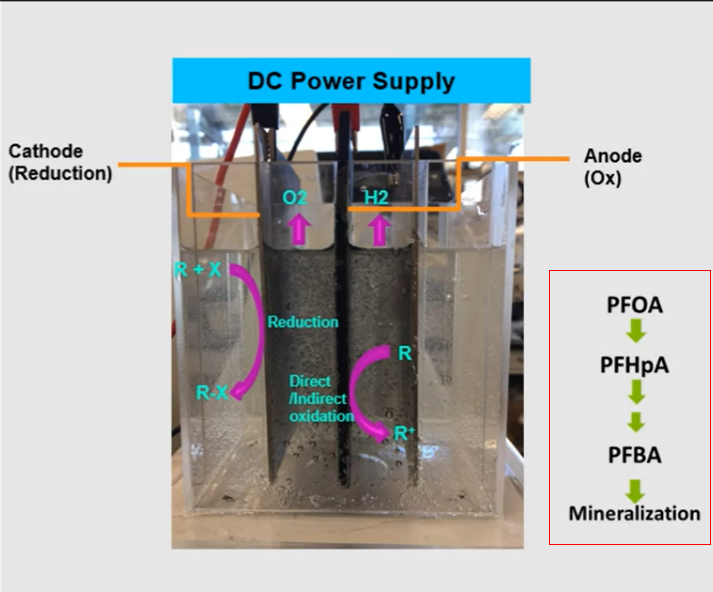 DC Power Supply
Cathode
(Reduction)
Anode
(Ox)
O2
H2
R + X
Reduction
R-X
R
Direct
/Indirect
oxidation
R⁺
PFOA
PFHpA
PFBA
Mineralization